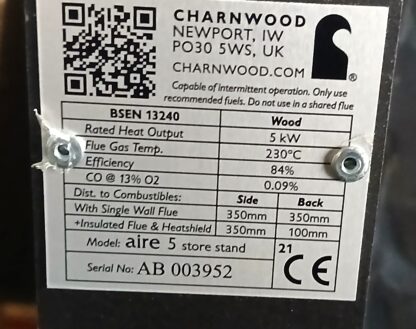 CHARNWOOD
NEWPORT, IW
PO30 5WS, UK
CHARNWOOD.COM
®
Capable of intermittent operation. Only use
recommended fuels. Do not use in a shared flue
BSEN 13240 Wood
Rated Heat Output 5 kW
Flue Gas Temp. 230°C
Efficiency 84%
CO @ 13% O2 0.09%
Dist. to Combustibles: Side Back
With Single Wall Flue 350mm 350mm
+Insulated Flue & Heatshield 350mm 100mm
Model: aire 5 store stand 21
Serial No: AB 003952 CE